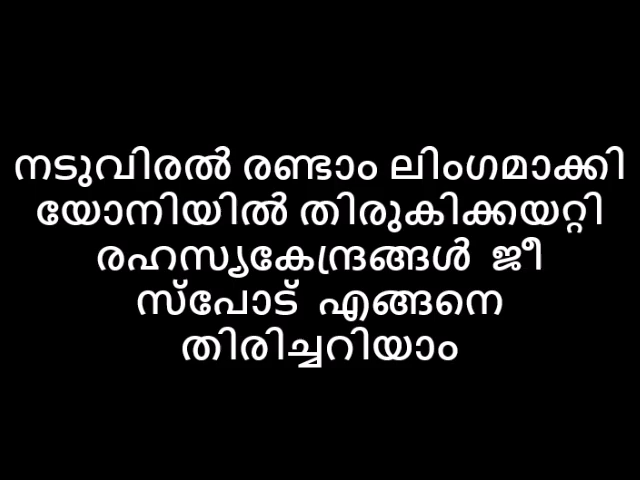 നടുവിരൽ രണ്ടാം ലിംഗമാക്കി
യോനിയിൽ തിരുകിക്കയറ്റി
രഹസ്യകേന്ദ്രങ്ങൾ ജീ
സ്പോട് എങ്ങനെ
തിരിച്ചറിയാം